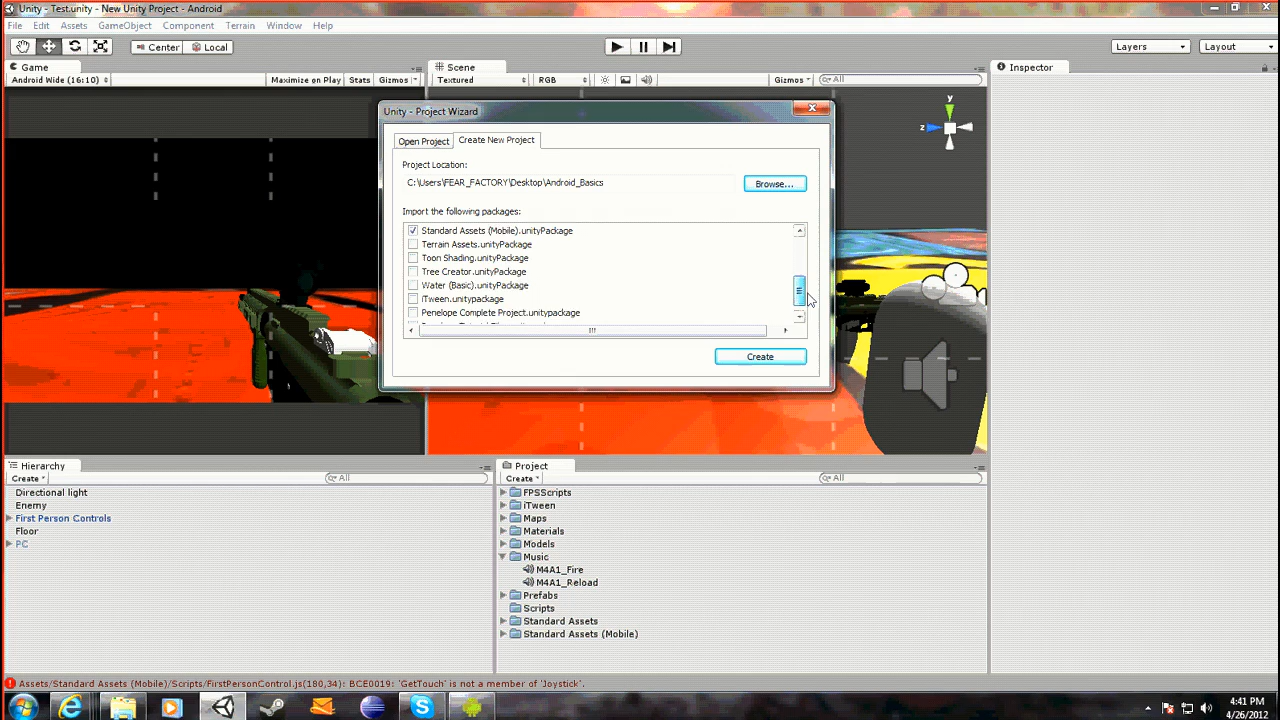 Unity - Test.unity - New Unity Project - Android
File Edit Assets GameObject Component Terrain Window Help
Center Local Layers Layout
Game Scene Inspector
Android Wide (16:10) Maximize on Play Stats Gizmos Textured RGB Gizmos All
Unity - Project Wizard
Open Project Create New Project
Project Location:
C:\Users\FEAR_FACTORY\Desktop\Android_Basics Browse...
Import the following packages:
Standard Assets (Mobile).unityPackage
Terrain Assets.unityPackage
Toon Shading.unityPackage
Tree Creator.unityPackage
Water (Basic).unityPackage
iTween.unitypackage
Penelope Complete Project.unitypackage
Create
y
z
Hierarchy Project
Create All Create All
Directional light
Enemy
First Person Controls
Floor
PC
FPSScripts
iTween
Maps
Materials
Models
Music
M4A1_Fire
M4A1_Reload
Prefabs
Scripts
Standard Assets
Standard Assets (Mobile)
Assets/Standard Assets (Mobile)/Scripts/FirstPersonControl.js(180,34): BCE0019: 'GetTouch' is not a member of 'Joystick'.
4:41 PM
4/26/2012